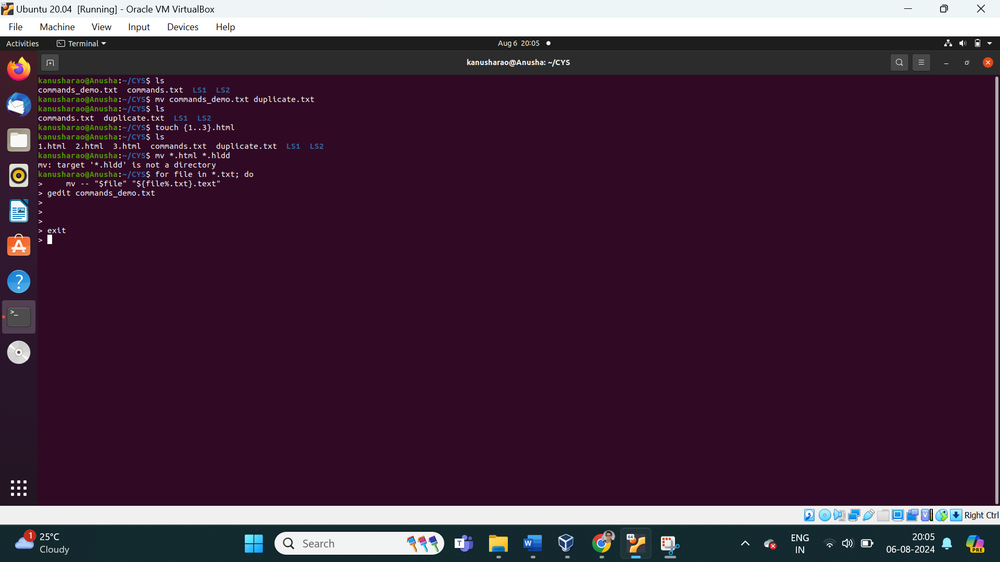 Ubuntu 20.04 [Running] - Oracle VM VirtualBox
File Machine View Input Devices Help
Activities Terminal Aug 6 20:05
kanusharao@Anusha: ~/CYS
kanusharao@Anusha:~/CYS$ ls
commands_demo.txt commands.txt LS1 LS2
kanusharao@Anusha:~/CYS$ mv commands_demo.txt duplicate.txt
kanusharao@Anusha:~/CYS$ ls
commands.txt duplicate.txt LS1 LS2
kanusharao@Anusha:~/CYS$ touch {1..3}.html
kanusharao@Anusha:~/CYS$ ls
1.html 2.html 3.html commands.txt duplicate.txt LS1 LS2
kanusharao@Anusha:~/CYS$ mv *.html *.hldd
mv: target '*.hldd' is not a directory
kanusharao@Anusha:~/CYS$ for file in *.txt; do
> mv -- "$file" "${file%.txt}.text"
> gedit commands_demo.txt
>
>
>
> exit
>
Right Ctrl
1 25°C
Cloudy
Search
64
ENG
IN
20:05
06-08-2024
PRE